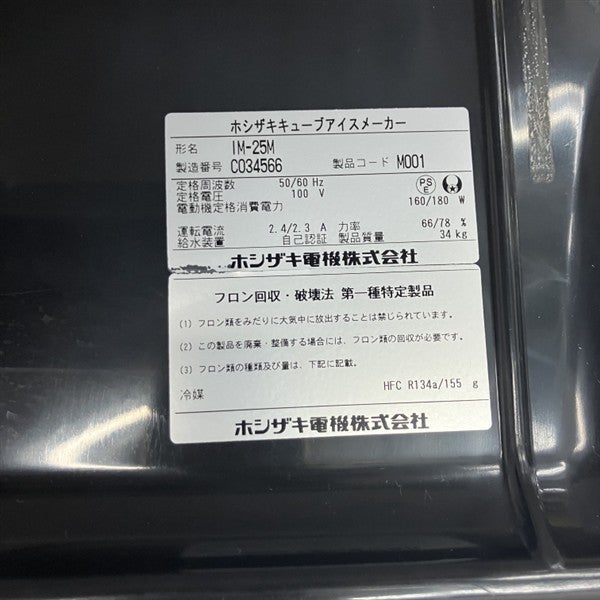 ホシザキキューブアイスメーカー
形名 IM-25M
製造番号 C034566 製品コード M001
定格周波数 50/60 Hz
定格電圧 100 V
PSE
電動機定格消費電力 160/180 W
運転電流 2.4/2.3 A 力率 66/78 %
給水装置 自己認証 製品質量 34 kg
ホシザキ電機株式会社
フロン回収・破壊法 第一種特定製品
(1) フロン類をみだりに大気中に放出することは禁じられています。
(2) この製品を廃棄・整備する場合には、フロン類の回収が必要です。
(3) フロン類の種類及び量は、下記に記載。
冷媒 HFC R134a/155 g
ホシザキ電機株式会社